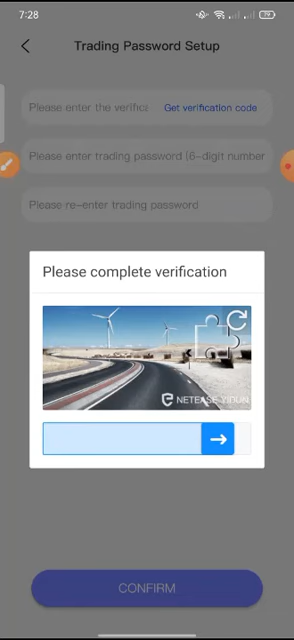 7:28
Trading Password Setup
Please enter the verifica Get verification code
Please enter trading password (6-digit number
Please re-enter trading password
Please complete verification
NETEASE YIDUN
CONFIRM